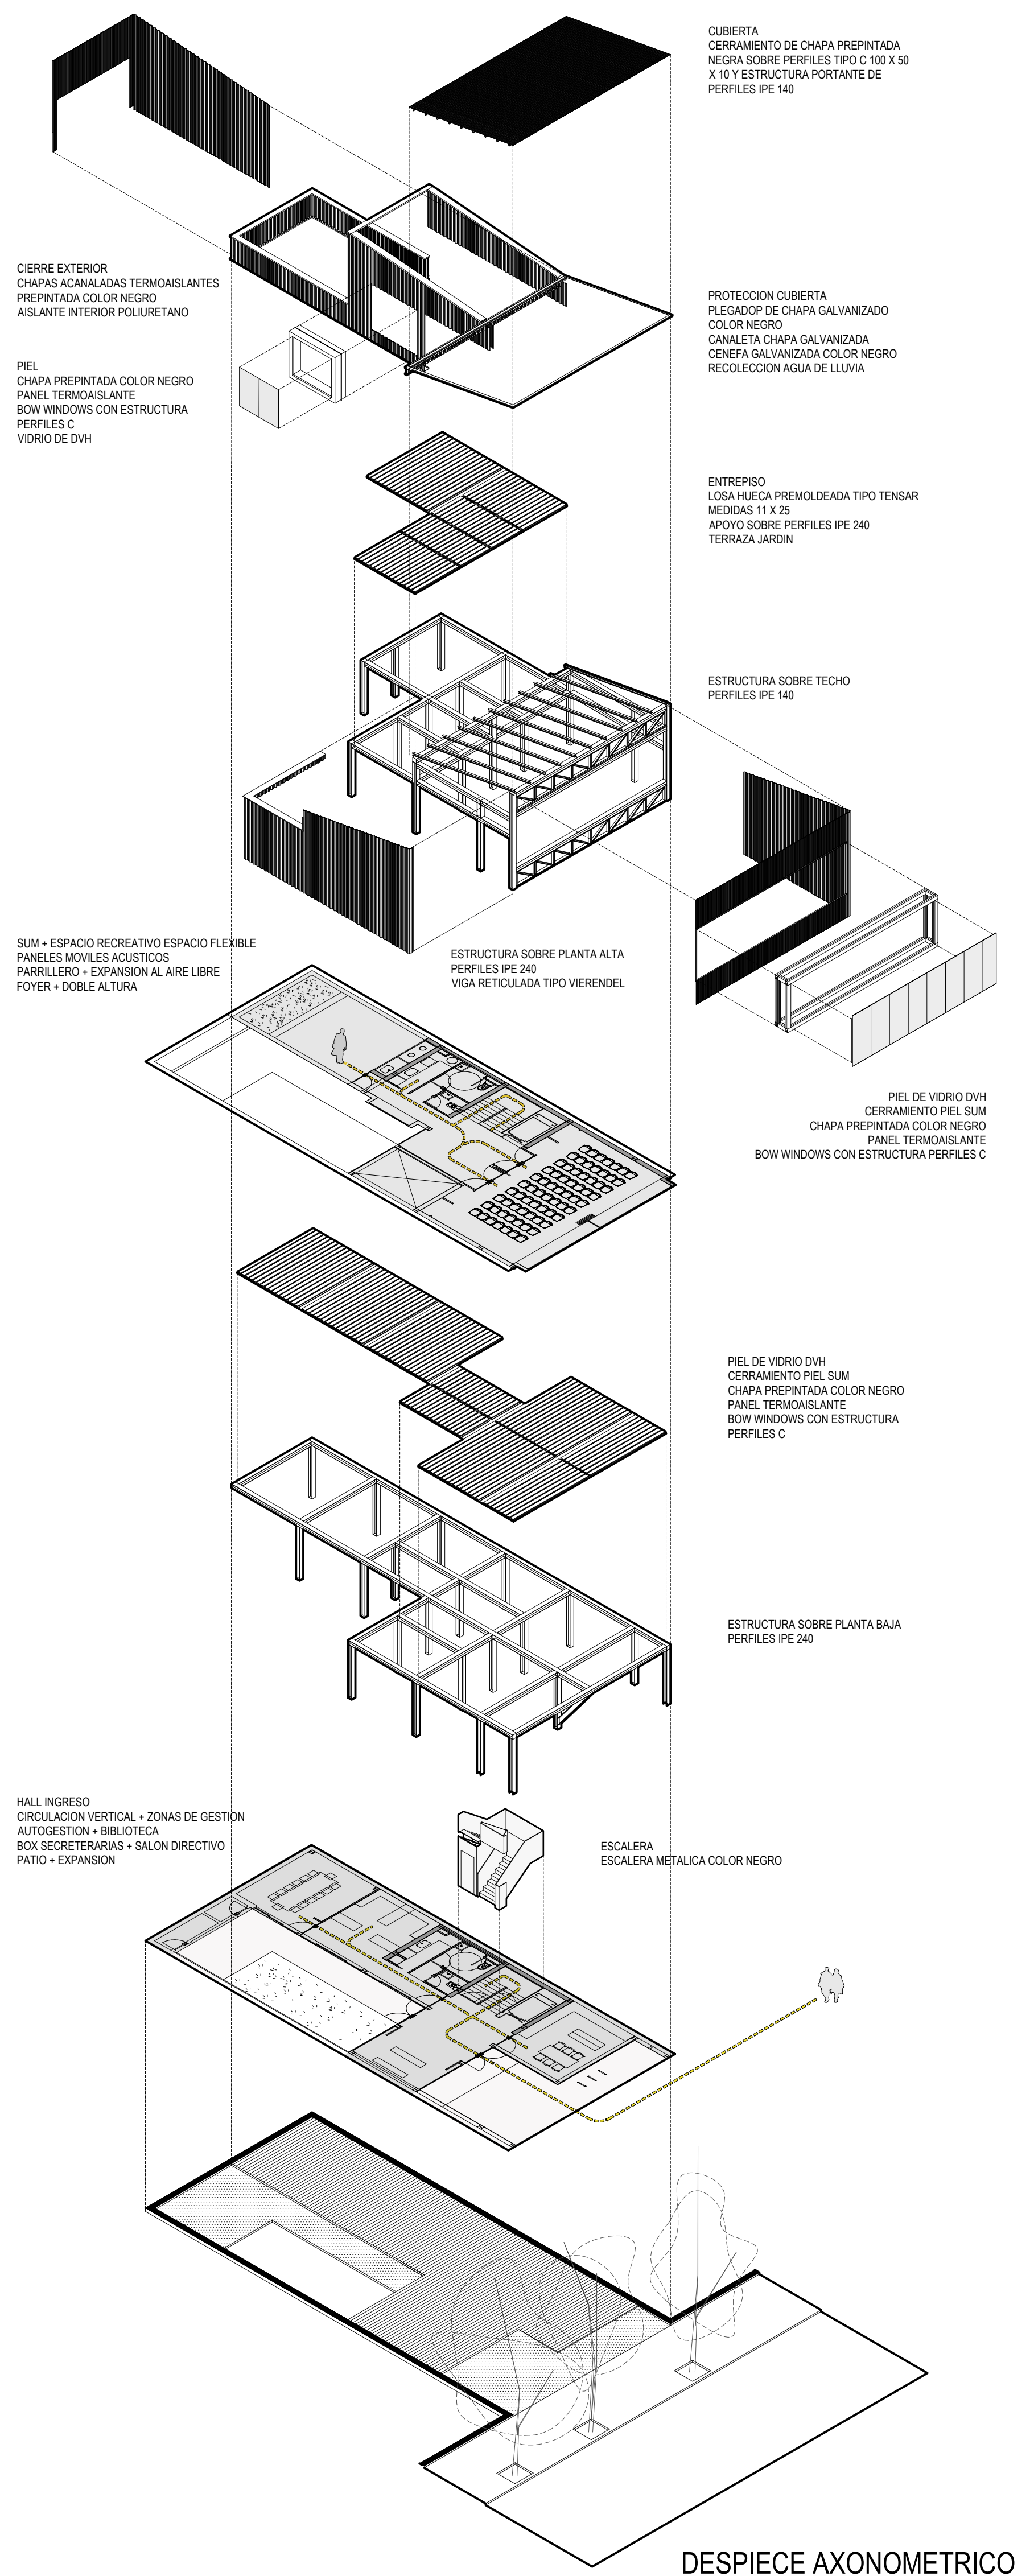 CUBIERTA
CERRAMIENTO DE CHAPA PREPINTADA
NEGRA SOBRE PERFILES TIPO C 100 X 50
X 10 Y ESTRUCTURA PORTANTE DE
PERFILES IPE 140
CIERRE EXTERIOR
CHAPAS ACANALADAS TERMOAISLANTES
PREPINTADA COLOR NEGRO
AISLANTE INTERIOR POLIURETANO
PROTECCION CUBIERTA
PLEGADOP DE CHAPA GALVANIZADO
COLOR NEGRO
CANALETA CHAPA GALVANIZADA
CENEFA GALVANIZADA COLOR NEGRO
RECOLECCION AGUA DE LLUVIA
PIEL
CHAPA PREPINTADA COLOR NEGRO
PANEL TERMOAISLANTE
BOW WINDOWS CON ESTRUCTURA
PERFILES C
VIDRIO DE DVH
ENTREPISO
LOSA HUECA PREMOLDEADA TIPO TENSAR
MEDIDAS 11 X 25
APOYO SOBRE PERFILES IPE 240
TERRAZA JARDIN
ESTRUCTURA SOBRE TECHO
PERFILES IPE 140
SUM + ESPACIO RECREATIVO ESPACIO FLEXIBLE
PANELES MOVILES ACUSTICOS
PARRILLERO + EXPANSION AL AIRE LIBRE
FOYER + DOBLE ALTURA
ESTRUCTURA SOBRE PLANTA ALTA
PERFILES IPE 240
VIGA RETICULADA TIPO VIERENDEL
PIEL DE VIDRIO DVH
CERRAMIENTO PIEL SUM
CHAPA PREPINTADA COLOR NEGRO
PANEL TERMOAISLANTE
BOW WINDOWS CON ESTRUCTURA PERFILES C
PIEL DE VIDRIO DVH
CERRAMIENTO PIEL SUM
CHAPA PREPINTADA COLOR NEGRO
PANEL TERMOAISLANTE
BOW WINDOWS CON ESTRUCTURA
PERFILES C
ESTRUCTURA SOBRE PLANTA BAJA
PERFILES IPE 240
HALL INGRESO
CIRCULACION VERTICAL + ZONAS DE GESTION
AUTOGESTION + BIBLIOTECA
BOX SECRETERARIAS + SALON DIRECTIVO
PATIO + EXPANSION
ESCALERA
ESCALERA METALICA COLOR NEGRO
DESPIECE AXONOMETRICO